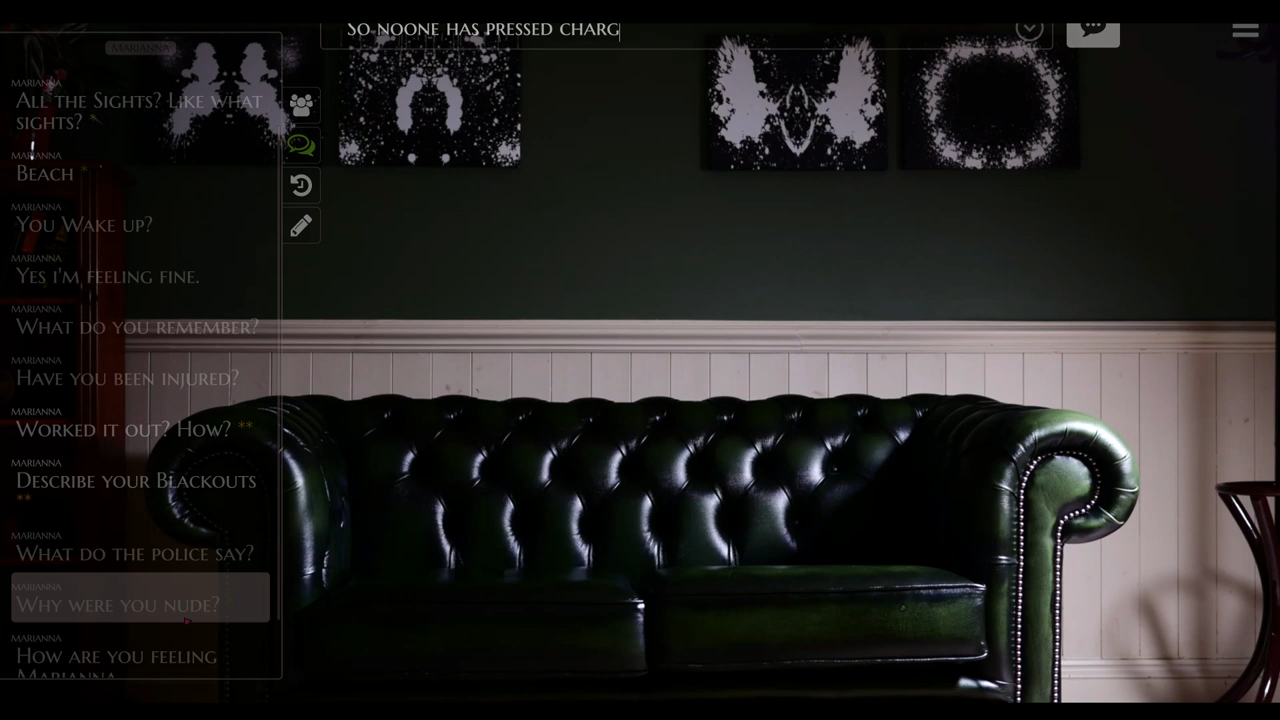 So noone has pressed charg
Marianna
Marianna
All the Sights? Like what
sights? *
Marianna
Beach *
Marianna
You Wake up?
Marianna
Yes i'm feeling fine.
Marianna
What do you remember?
Marianna
Have you been injured?
Marianna
Worked it out? How? **
Marianna
Describe your Blackouts
**
Marianna
What do the police say?
Marianna
Why were you nude?
Marianna
How are you feeling
Marianna